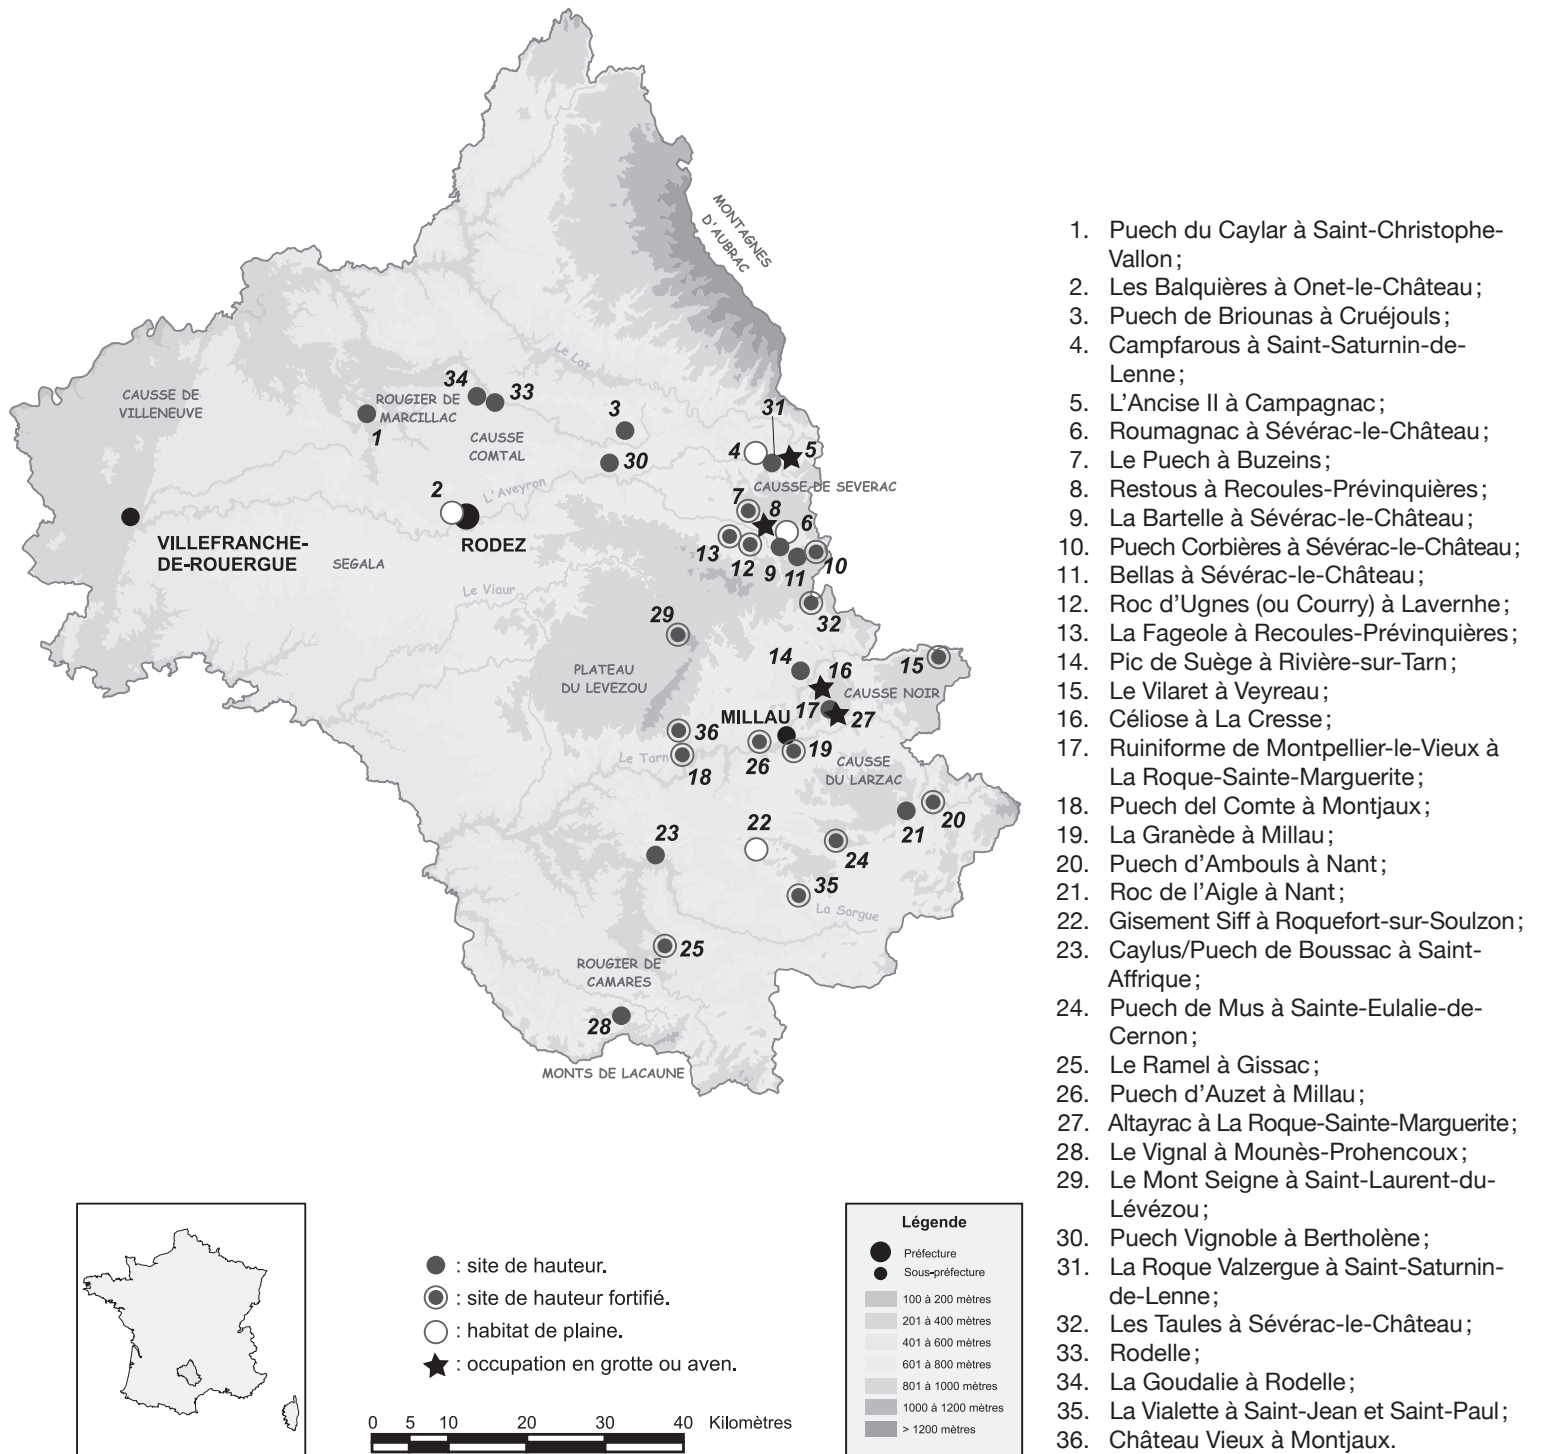 MONTAGNES
D'AUBRAC
Le Lot
CAUSSE DE
VILLENEUVE
34
33
ROUGIER DE
MARCILLAC
1
3
31
CAUSSE
COMTAL
30
4
5
CAUSSE DE SEVERAC
2
L'Aveyron
7
8
6
VILLEFRANCHE-
DE-ROUERGUE
RODEZ
SEGALA
13
12
9
11
10
Le Viaur
29
32
PLATEAU
DU LEVEZOU
14
16
15
CAUSSE NOIR
MILLAU
17
27
36
Le Tarn
18
26
19
CAUSSE
DU LARZAC
23
22
24
21
20
35
La Sorgue
25
ROUGIER DE
CAMARES
28
MONTS DE LACAUNE
1. Puech du Caylar à Saint-Christophe-
Vallon;
2. Les Balquières à Onet-le-Château;
3. Puech de Briounas à Cruéjouls;
4. Campfarous à Saint-Saturnin-de-
Lenne;
5. L'Ancise II à Campagnac;
6. Roumagnac à Sévérac-le-Château;
7. Le Puech à Buzeins;
8. Restous à Recoules-Prévinquières;
9. La Bartelle à Sévérac-le-Château;
10. Puech Corbières à Sévérac-le-Château;
11. Bellas à Sévérac-le-Château;
12. Roc d'Ugnes (ou Courry) à Lavernhe;
13. La Fageole à Recoules-Prévinquières;
14. Pic de Suège à Rivière-sur-Tarn;
15. Le Vilaret à Veyreau;
16. Céliose à La Cresse;
17. Ruiniforme de Montpellier-le-Vieux à
La Roque-Sainte-Marguerite;
18. Puech del Comte à Montjaux;
19. La Granède à Millau;
20. Puech d'Ambouls à Nant;
21. Roc de l'Aigle à Nant;
22. Gisement Siff à Roquefort-sur-Soulzon;
23. Caylus/Puech de Boussac à Saint-
Affrique;
24. Puech de Mus à Sainte-Eulalie-de-
Cernon;
25. Le Ramel à Gissac;
26. Puech d'Auzet à Millau;
27. Altayrac à La Roque-Sainte-Marguerite;
28. Le Vignal à Mounès-Prohencoux;
29. Le Mont Seigne à Saint-Laurent-du-
Lévézou;
30. Puech Vignoble à Bertholène;
31. La Roque Valzergue à Saint-Saturnin-
de-Lenne;
32. Les Taules à Sévérac-le-Château;
33. Rodelle;
34. La Goudalie à Rodelle;
35. La Vialette à Saint-Jean et Saint-Paul;
36. Château Vieux à Montjaux.
: site de hauteur.
: site de hauteur fortifié.
: habitat de plaine.
: occupation en grotte ou aven.
0 5 10 20 30 40 Kilomètres
Légende
Préfecture
Sous-préfecture
100 à 200 mètres
201 à 400 mètres
401 à 600 mètres
601 à 800 mètres
801 à 1000 mètres
1000 à 1200 mètres
> 1200 mètres